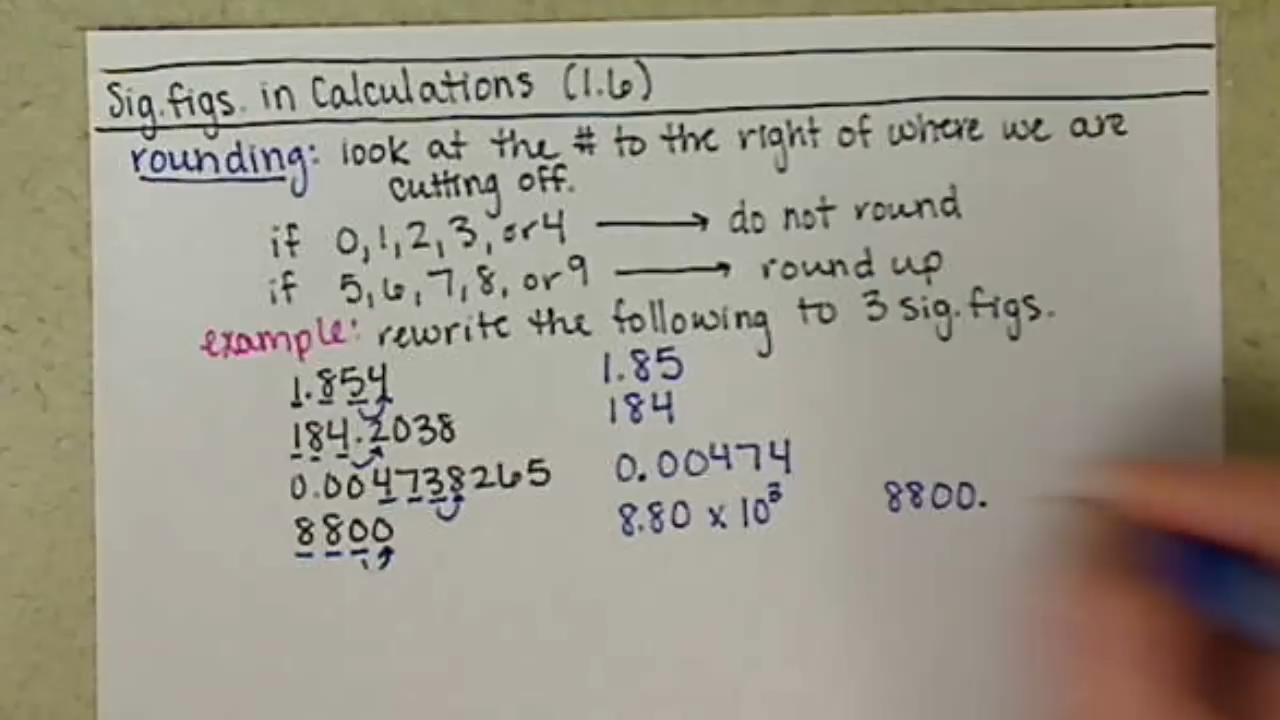 Sig.figs. in Calculations (1.6)
rounding: look at the # to the right of where we are
cutting off.
if 0,1,2,3, or 4 → do not round
if 5,6,7,8, or 9 → round up
example: rewrite the following to 3 sig.figs.
1.854 1.85
184.2038 184
0.004738265 0.00474
8800 8.80 x 10³ 8800.